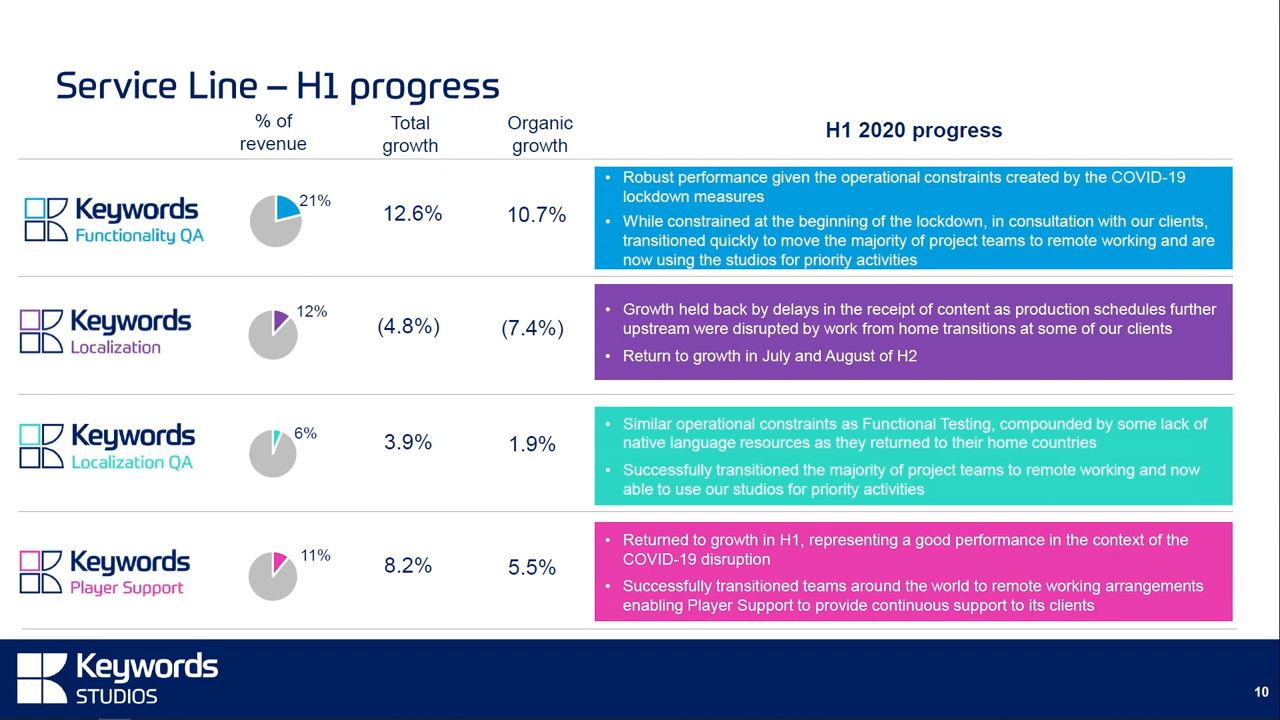 Service Line – H1 progress
% of
revenue
Total
growth
Organic
growth
H1 2020 progress
Keywords
Functionality QA
21%
12.6%
10.7%
• Robust performance given the operational constraints created by the COVID-19
lockdown measures
• While constrained at the beginning of the lockdown, in consultation with our clients,
transitioned quickly to move the majority of project teams to remote working and are
now using the studios for priority activities
Keywords
Localization
12%
(4.8%)
(7.4%)
• Growth held back by delays in the receipt of content as production schedules further
upstream were disrupted by work from home transitions at some of our clients
• Return to growth in July and August of H2
Keywords
Localization QA
6%
3.9%
1.9%
• Similar operational constraints as Functional Testing, compounded by some lack of
native language resources as they returned to their home countries
• Successfully transitioned the majority of project teams to remote working and now
able to use our studios for priority activities
Keywords
Player Support
11%
8.2%
5.5%
• Returned to growth in H1, representing a good performance in the context of the
COVID-19 disruption
• Successfully transitioned teams around the world to remote working arrangements
enabling Player Support to provide continuous support to its clients
Keywords
STUDIOS
10